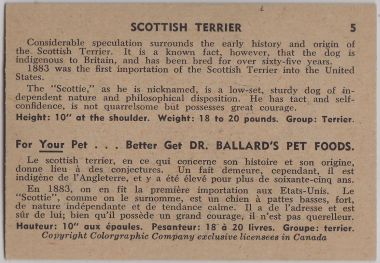 SCOTTISH TERRIER 5
Considerable speculation surrounds the early history and origin
of the Scottish Terrier. It is a known fact, however, that the dog is
indigenous to Britain, and has been bred for over sixty-five years.
1883 was the first importation of the Scottish Terrier into the United
States.
The "Scottie," as he is nicknamed, is a low-set, sturdy dog of in-
dependent nature and philosophical disposition. He has tact and self-
confidence, is not quarrelsome but possesses great courage.
Height: 10" at the shoulder. Weight: 18 to 20 pounds. Group: Terrier.
For Your Pet . . . Better Get DR. BALLARD'S PET FOODS.
Le scottish terrier, en ce qui concerne son histoire et son origine,
donne lieu à des conjectures. Un fait demeure, cependant, il est
indigène de l'Angleterre, et y a été élevé pour plus de soixante-cinq ans.
En 1883, on en fit la première importation aux Etats-Unis. Le
"Scottie", comme on le surnomme, est un chien à pattes basses, fort,
de nature indépendante et de tendance calme. Il a de l'adresse et est
sûr de lui; bien qu'il possède un grand courage, il n'est pas querelleur.
Hauteur: 10" aux épaules. Pesanteur: 18 à 20 livres. Groupe: terrier.
Copyright Colorgraphic Company exclusive licensees in Canada